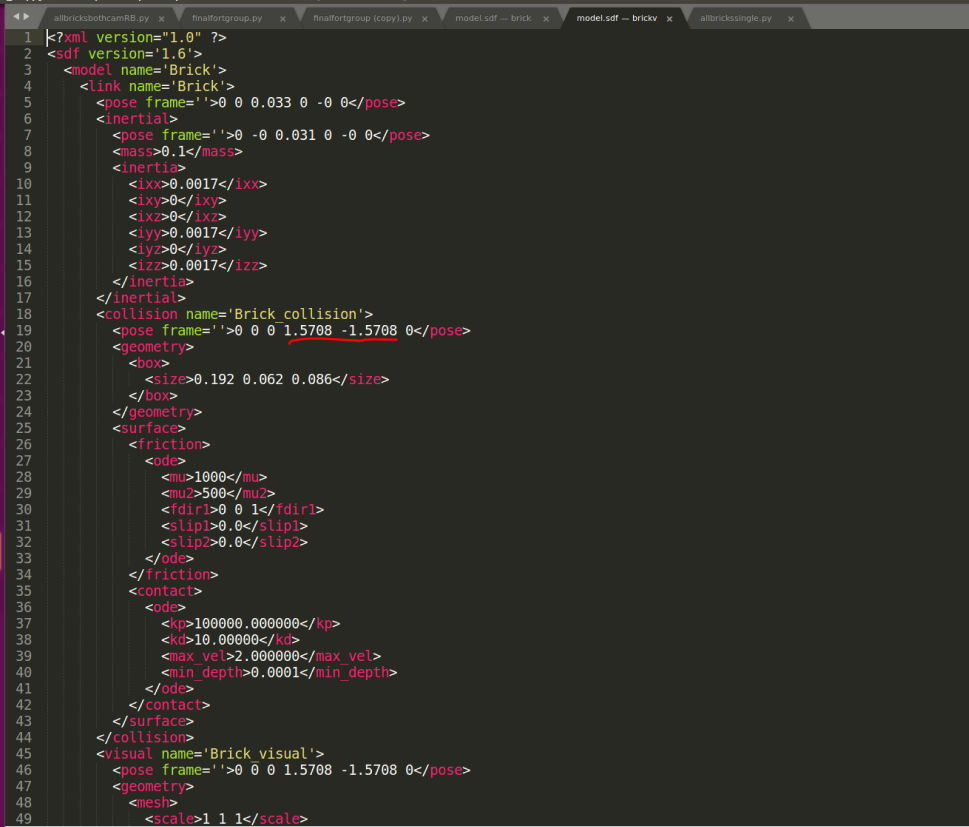 allbricksbothcamRB.py × finalfortgroup.py × finalfortgroup (copy).py × model.sdf — brick × model.sdf — brickv × allbrickssingle.py ×
1 <?xml version="1.0" ?>
2 <sdf version='1.6'>
3 <model name='Brick'>
4 <link name='Brick'>
5 <pose frame=''>0 0 0.033 0 -0 0</pose>
6 <inertial>
7 <pose frame=''>0 -0 0.031 0 -0 0</pose>
8 <mass>0.1</mass>
9 <inertia>
10 <ixx>0.0017</ixx>
11 <ixy>0</ixy>
12 <ixz>0</ixz>
13 <iyy>0.0017</iyy>
14 <iyz>0</iyz>
15 <izz>0.0017</izz>
16 </inertia>
17 </inertial>
18 <collision name='Brick_collision'>
19 <pose frame=''>0 0 0 1.5708 -1.5708 0</pose>
20 <geometry>
21 <box>
22 <size>0.192 0.062 0.086</size>
23 </box>
24 </geometry>
25 <surface>
26 <friction>
27 <ode>
28 <mu>1000</mu>
29 <mu2>500</mu2>
30 <fdir1>0 0 1</fdir1>
31 <slip1>0.0</slip1>
32 <slip2>0.0</slip2>
33 </ode>
34 </friction>
35 <contact>
36 <ode>
37 <kp>100000.000000</kp>
38 <kd>10.00000</kd>
39 <max_vel>2.000000</max_vel>
40 <min_depth>0.0001</min_depth>
41 </ode>
42 </contact>
43 </surface>
44 </collision>
45 <visual name='Brick_visual'>
46 <pose frame=''>0 0 0 1.5708 -1.5708 0</pose>
47 <geometry>
48 <mesh>
49 <scale>1 1 1</scale>